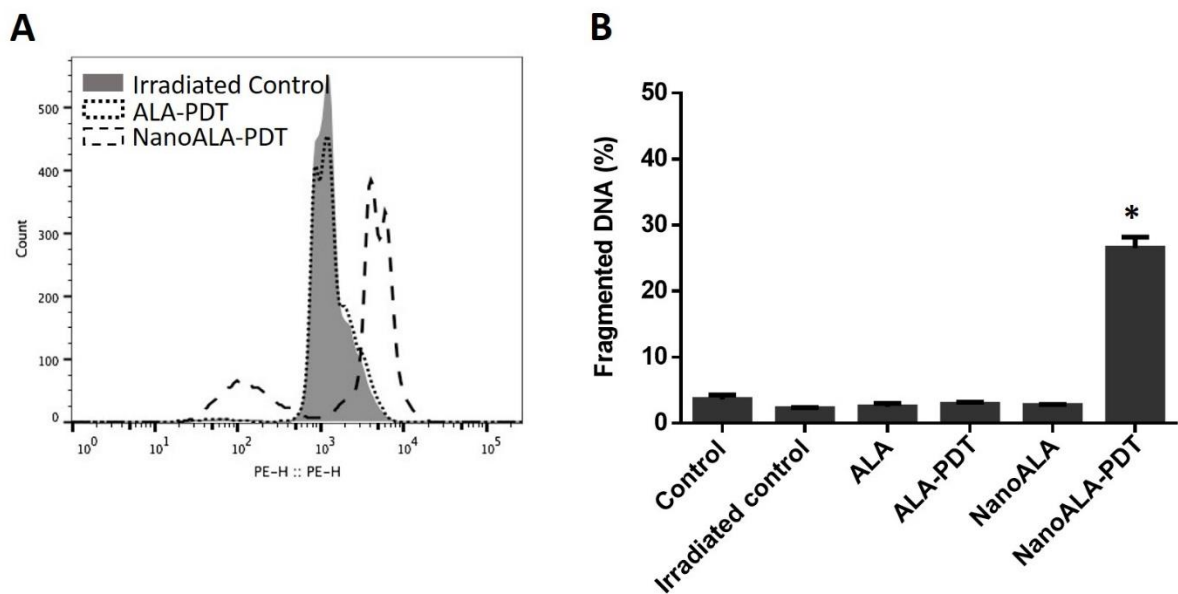 A
Irradiated Control
ALA-PDT
NanoALA-PDT
500
400
300
200
100
0
Count
10^0 10^1 10^2 10^3 10^4 10^5
PE-H :: PE-H
B
50
40
30
20
10
0
Fragmented DNA (%)
*
Control
Irradiated control
ALA
ALA-PDT
NanoALA
NanoALA-PDT